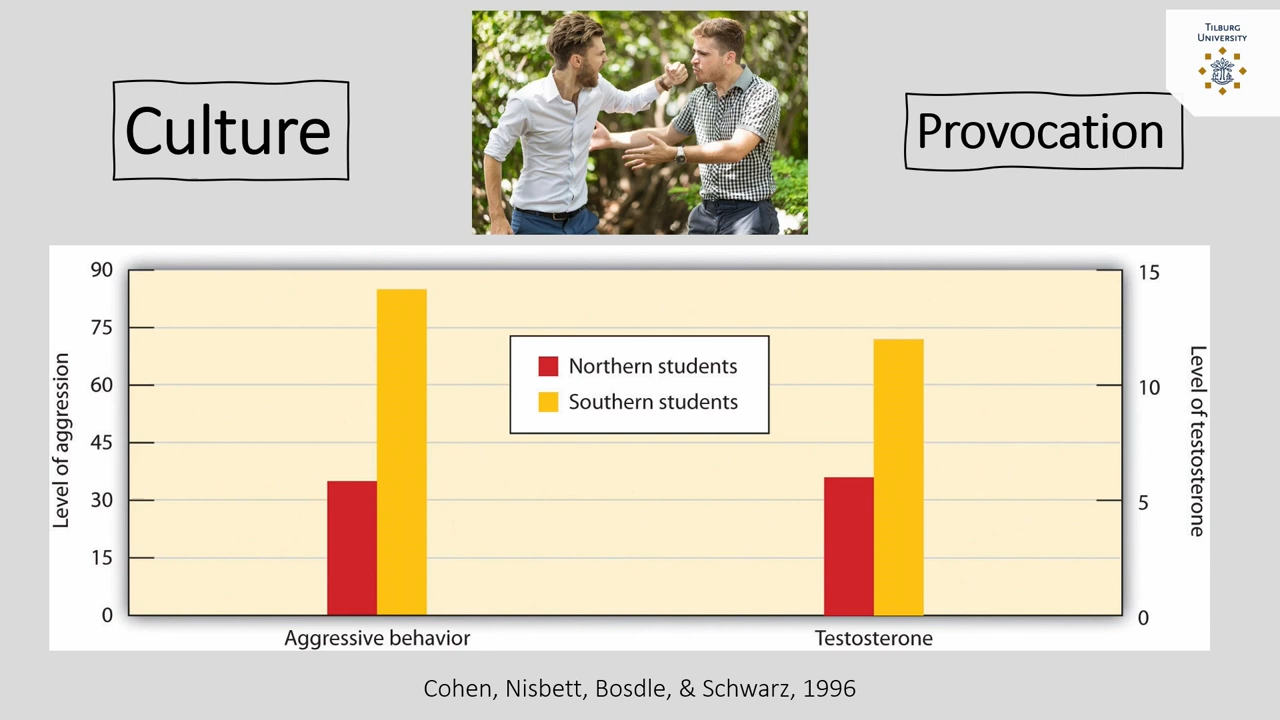 Culture
Provocation
TILBURG
UNIVERSITY
90
75
60
45
30
15
0
Level of aggression
Northern students
Southern students
15
10
5
0
Level of testosterone
Aggressive behavior
Testosterone
Cohen, Nisbett, Bosdle, & Schwarz, 1996